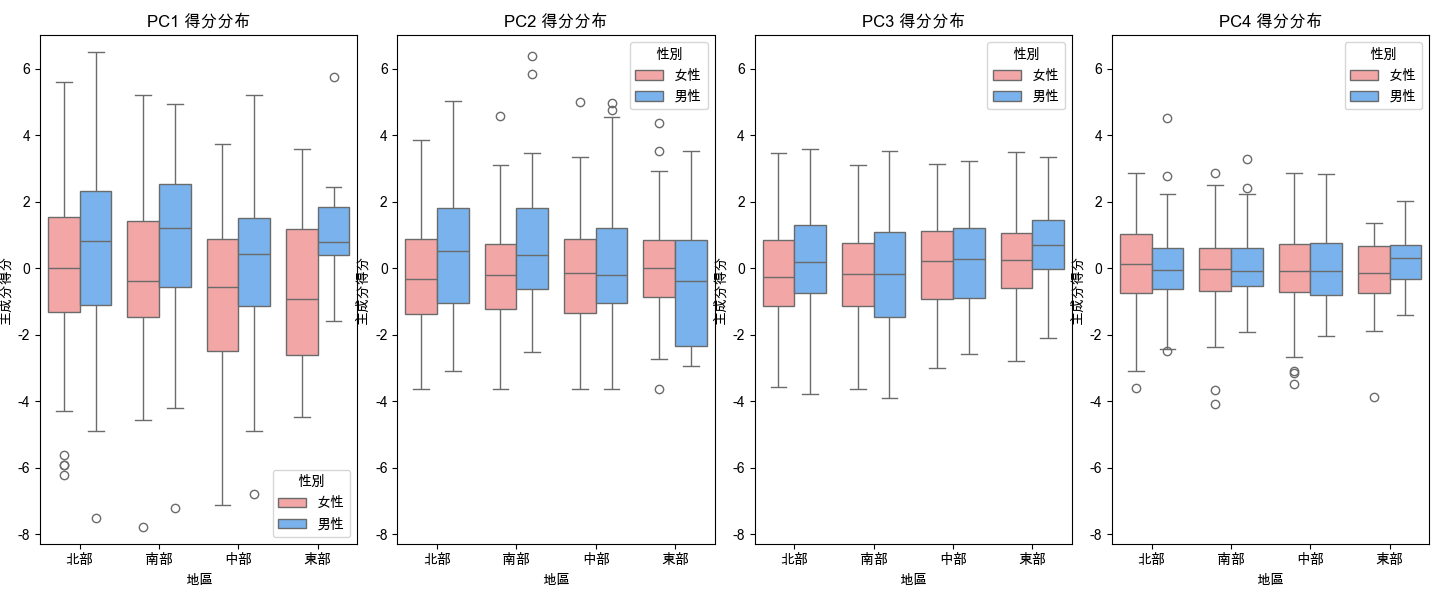 PC1 得分分布
主成分得分
6
4
2
0
-2
-4
-6
-8
北部 南部 中部 東部
地區
性別
女性
男性
PC2 得分分布
主成分得分
6
4
2
0
-2
-4
-6
-8
北部 南部 中部 東部
地區
性別
女性
男性
PC3 得分分布
主成分得分
6
4
2
0
-2
-4
-6
-8
北部 南部 中部 東部
地區
性別
女性
男性
PC4 得分分布
主成分得分
6
4
2
0
-2
-4
-6
-8
北部 南部 中部 東部
地區
性別
女性
男性